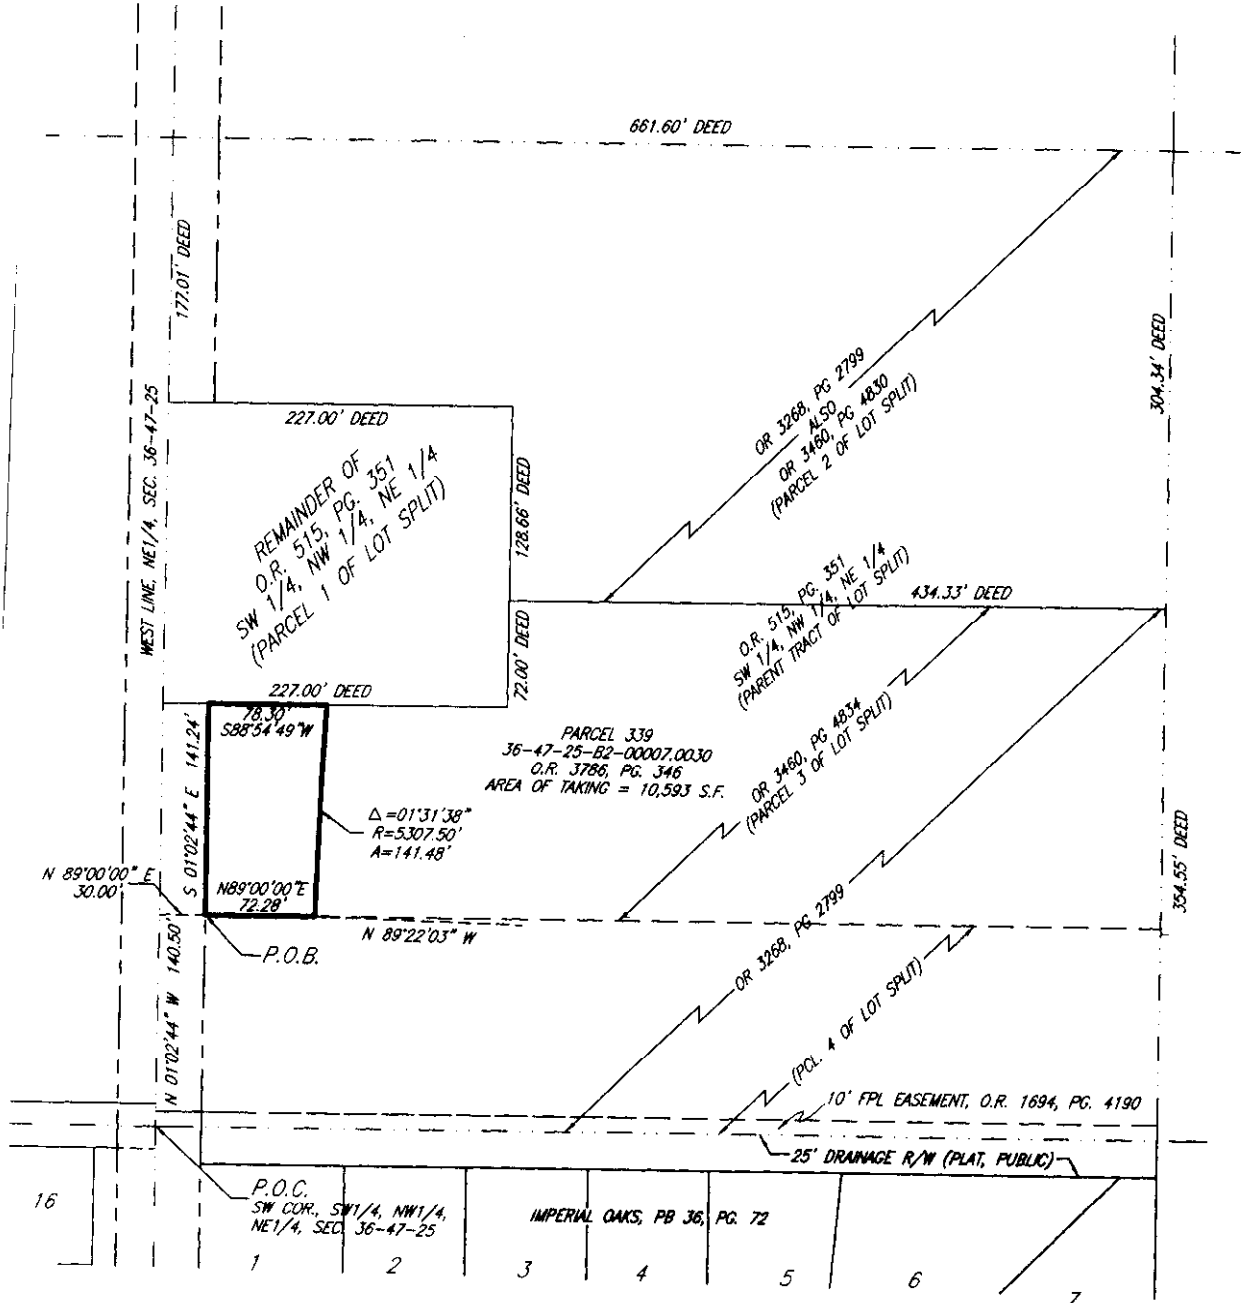 661.60' DEED
177.01' DEED
304.34' DEED
WEST LINE, NE1/4, SEC. 36-47-25
227.00' DEED
REMAINDER OF
O.R. 515, PG. 351
SW 1/4, NW 1/4, NE 1/4
(PARCEL 1 OF LOT SPLIT)
128.66' DEED
72.00' DEED
OR 3268, PG 2799
ALSO
OR 3460, PG 4830
(PARCEL 2 OF LOT SPLIT)
O.R. 515, PG. 351
SW 1/4, NW 1/4, NE 1/4
(PARENT TRACT OF LOT SPLIT)
434.33' DEED
227.00' DEED
78.30'
S88°54'49"W
S 01°02'44" E 141.24'
PARCEL 339
36-47-25-B2-00007.0030
O.R. 3786, PG. 346
AREA OF TAKING = 10,593 S.F.
Δ=01°31'38"
R=5307.50'
A=141.48'
OR 3460, PG 4834
(PARCEL 3 OF LOT SPLIT)
354.55' DEED
N 89°00'00" E
30.00'
N89°00'00"E
72.28'
N 89°22'03" W
P.O.B.
OR 3268, PG 2799
(PCL. 4 OF LOT SPLIT)
N 01°02'44" W 140.50'
10' FPL EASEMENT, O.R. 1694, PG. 4190
25' DRAINAGE R/W (PLAT, PUBLIC)
P.O.C.
SW COR., SW1/4, NW1/4,
NE1/4, SEC. 36-47-25
IMPERIAL OAKS, PB 36, PG. 72
16
1
2
3
4
5
6
7